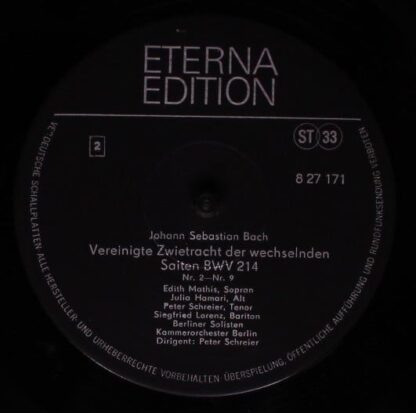 ETERNA
EDITION
2
ST 33
8 27 171
Johann Sebastian Bach
Vereinigte Zwietracht der wechselnden
Saiten BWV 214
Nr. 2—Nr. 9
Edith Mathis, Sopran
Julia Hamari, Alt
Peter Schreier, Tenor
Siegfried Lorenz, Bariton
Berliner Solisten
Kammerorchester Berlin
Dirigent: Peter Schreier
DEUTSCHE SCHALLPLATTEN ALLE HERSTELLER- UND URHEBERRECHTE VORBEHALTEN ÜBERSPIELUNG, ÖFFENTLICHE AUFFÜHRUNG UND RUNDFUNKSENDUNG VERBOTEN